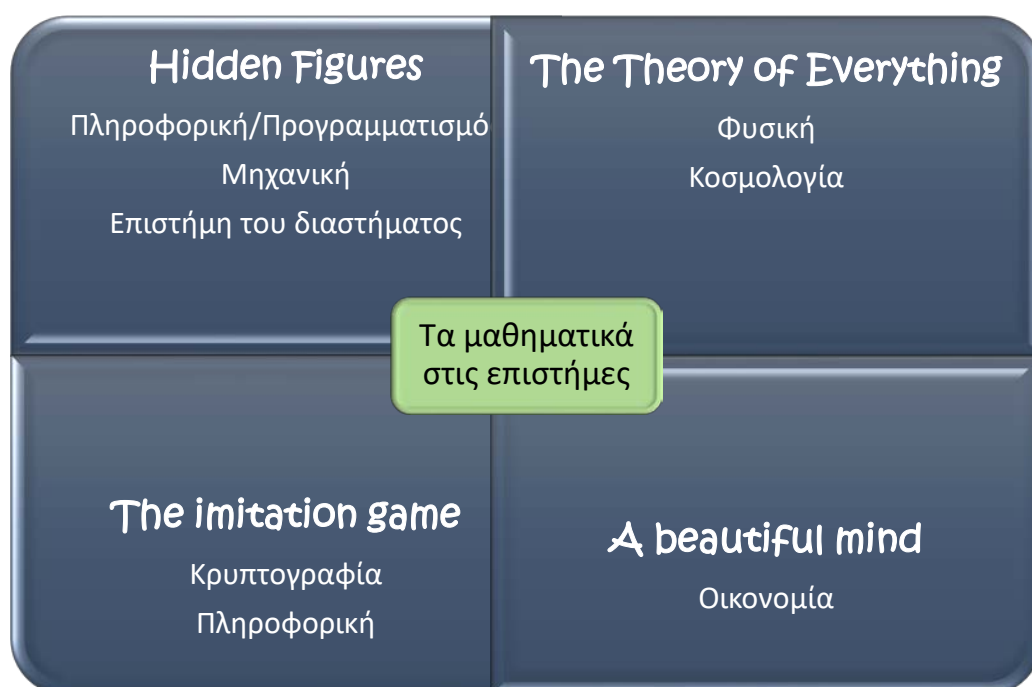 Hidden Figures
Πληροφορική/Προγραμματισμό
Μηχανική
Επιστήμη του διαστήματος
The Theory of Everything
Φυσική
Κοσμολογία
Τα μαθηματικά
στις επιστήμες
The imitation game
Κρυπτογραφία
Πληροφορική
A beautiful mind
Οικονομία